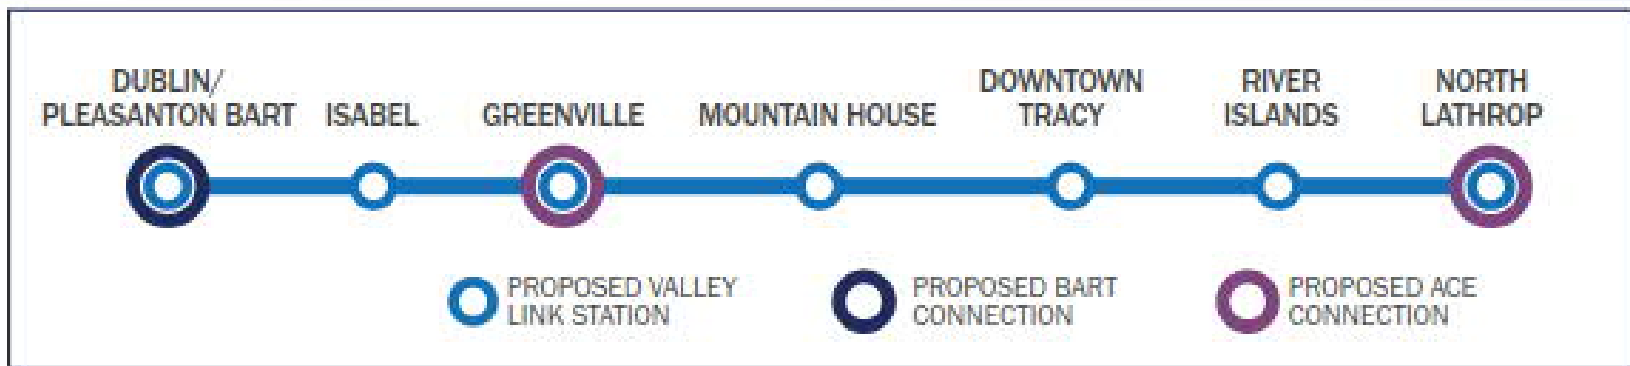 DUBLIN/
PLEASANTON BART
ISABEL
GREENVILLE
MOUNTAIN HOUSE
DOWNTOWN
TRACY
RIVER
ISLANDS
NORTH
LATHROP
PROPOSED VALLEY
LINK STATION
PROPOSED BART
CONNECTION
PROPOSED ACE
CONNECTION